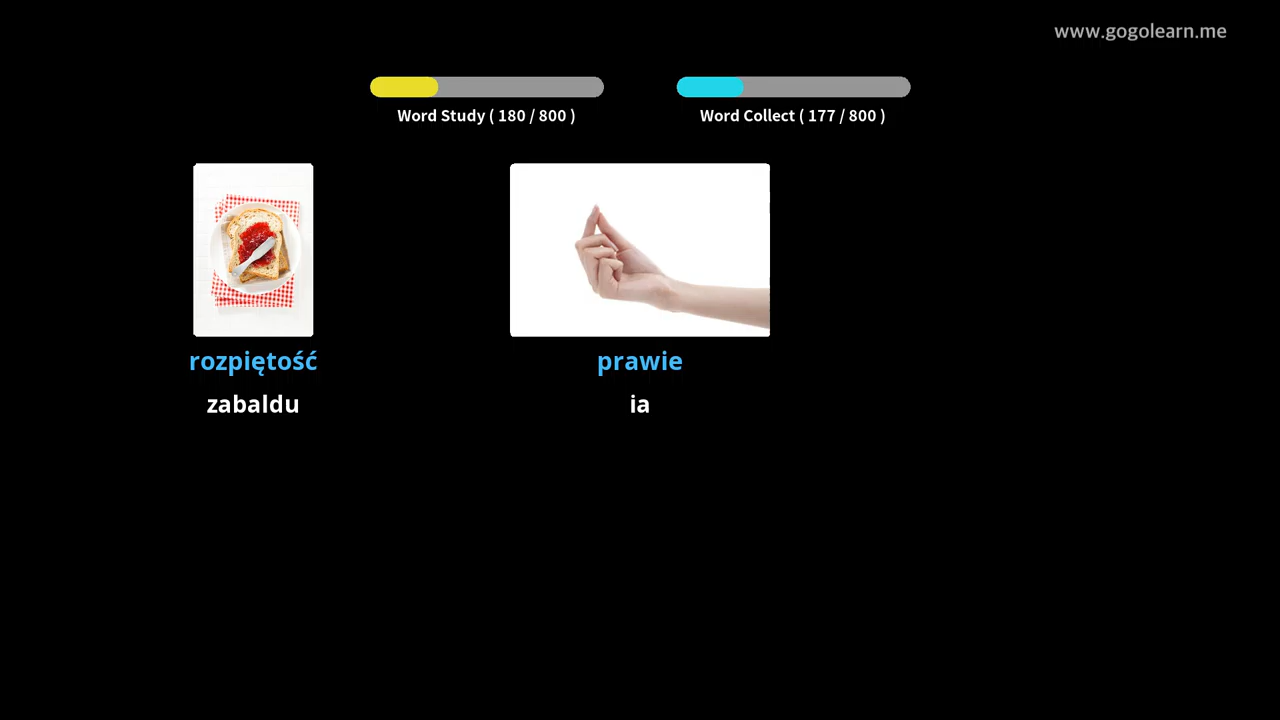 www.gogolearn.me
Word Study ( 180 / 800 )
Word Collect ( 177 / 800 )
rozpiętość
zabaldu
prawie
ia